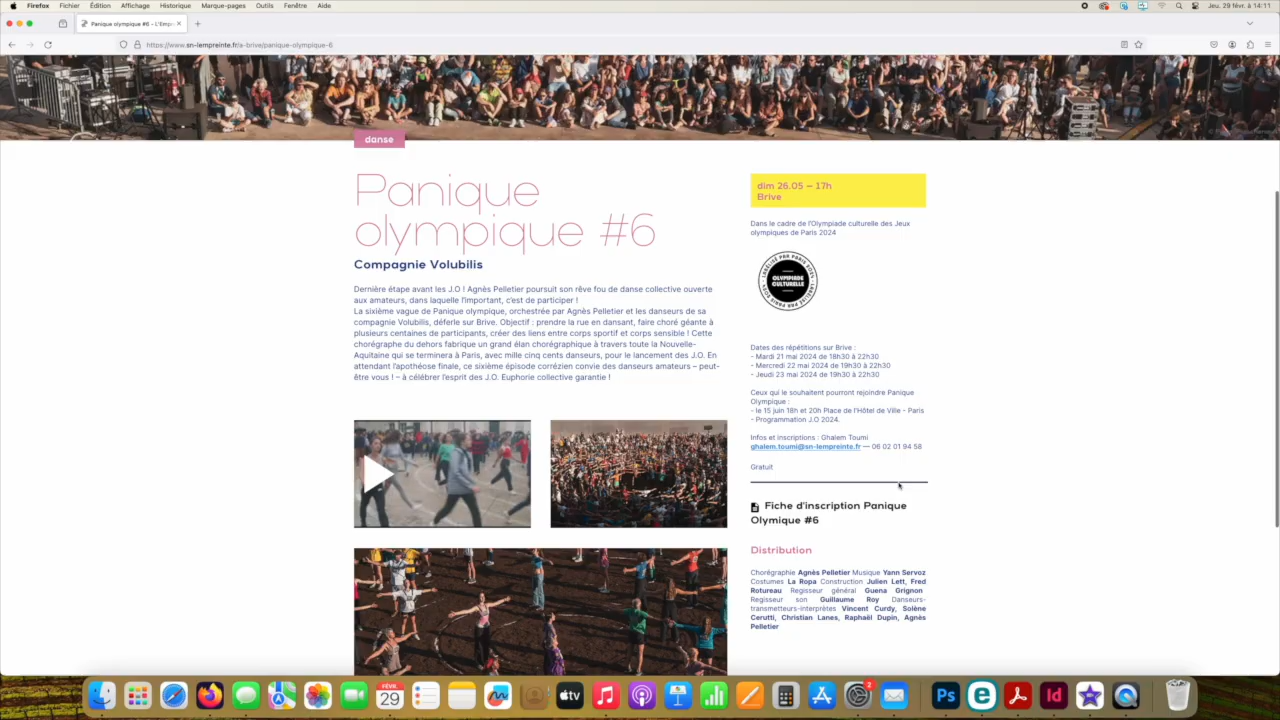 Firefox Fichier Édition Affichage Historique Marque-pages Outils Fenêtre Aide
Jeu. 29 févr. à 14:11
Panique olympique #6 - L'Emp
https://www.sn-lempreinte.fr/a-brive/panique-olympique-6
danse
Panique
olympique #6
Compagnie Volubilis
Dernière étape avant les J.O ! Agnès Pelletier poursuit son rêve fou de danse collective ouverte
aux amateurs, dans laquelle l'important, c'est de participer !
La sixième vague de Panique olympique, orchestrée par Agnès Pelletier et les danseurs de sa
compagnie Volubilis, déferle sur Brive. Objectif : prendre la rue en dansant, faire choré géante à
plusieurs centaines de participants, créer des liens entre corps sportif et corps sensible ! Cette
chorégraphe du dehors fabrique un grand élan chorégraphique à travers toute la Nouvelle-
Aquitaine qui se terminera à Paris, avec mille cinq cents danseurs, pour le lancement des J.O. En
attendant l'apothéose finale, ce sixième épisode corrézien convie des danseurs amateurs – peut-
être vous ! – à célébrer l'esprit des J.O. Euphorie collective garantie !
dim 26.05 – 17h
Brive
Dans le cadre de l'Olympiade culturelle des Jeux
olympiques de Paris 2024
OLYMPIADE
CULTURELLE
Dates des répétitions sur Brive :
- Mardi 21 mai 2024 de 18h30 à 22h30
- Mercredi 22 mai 2024 de 19h30 à 22h30
- Jeudi 23 mai 2024 de 19h30 à 22h30
Ceux qui le souhaitent pourront rejoindre Panique
Olympique :
- le 15 juin 18h et 20h Place de l'Hôtel de Ville - Paris
- Programmation J.O 2024.
Infos et inscriptions : Ghalem Toumi
ghalem.toumi@sn-lempreinte.fr — 06 02 01 94 58
Gratuit
Fiche d'inscription Panique
Olymique #6
Distribution
Chorégraphie Agnès Pelletier Musique Yann Servoz
Costumes La Ropa Construction Julien Lett, Fred
Rotureau Regisseur général Guena Grignon
Regisseur son Guillaume Roy Danseurs-
transmetteurs-interprètes Vincent Curdy, Solène
Cerutti, Christian Lanes, Raphaël Dupin, Agnès
Pelletier
FÉVR.
29
tv
2
Ps
Id